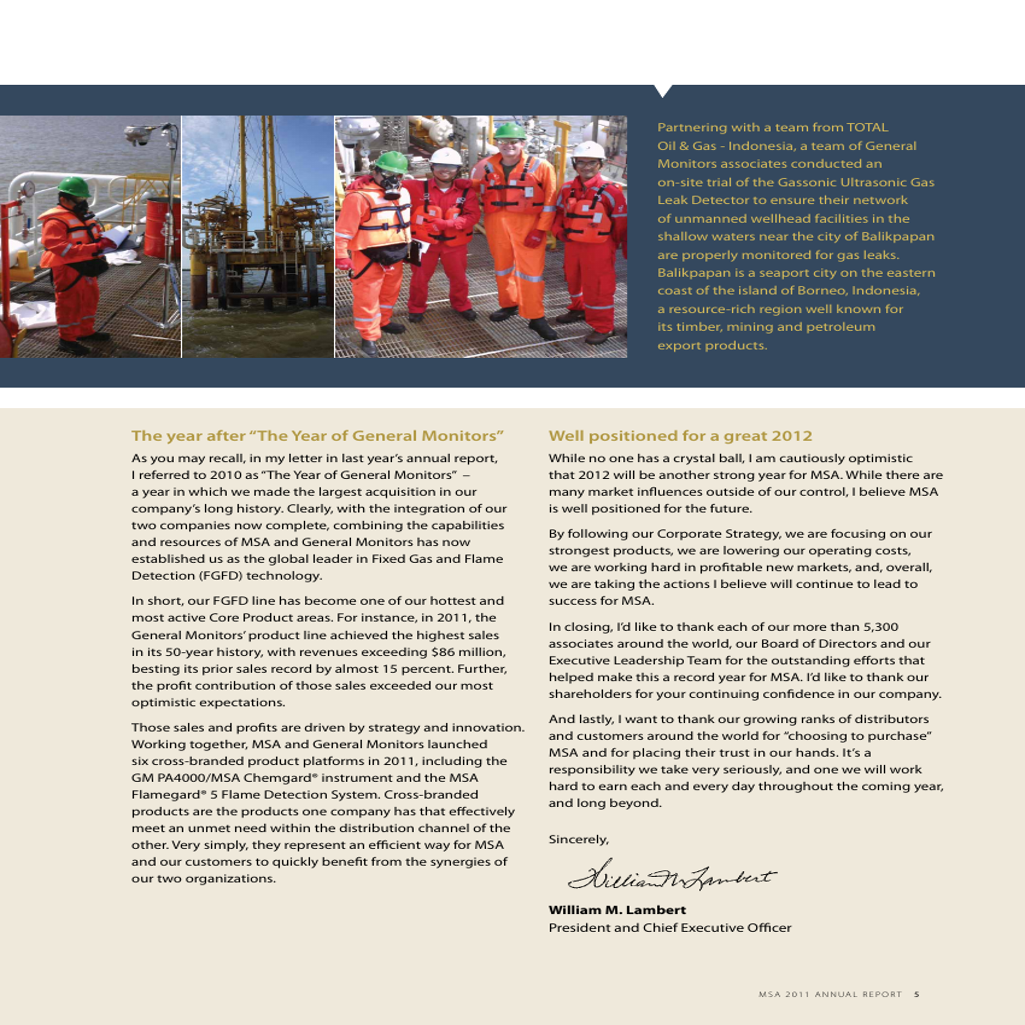 Partnering with a team from TOTAL
Oil & Gas - Indonesia, a team of General
Monitors associates conducted an
on-site trial of the Gassonic Ultrasonic Gas
Leak Detector to ensure their network
of unmanned wellhead facilities in the
shallow waters near the city of Balikpapan
are properly monitored for gas leaks.
Balikpapan is a seaport city on the eastern
coast of the island of Borneo, Indonesia,
a resource-rich region well known for
its timber, mining and petroleum
export products.
The year after “The Year of General Monitors”
As you may recall, in my letter in last year’s annual report,
I referred to 2010 as “The Year of General Monitors” –
a year in which we made the largest acquisition in our
company’s long history. Clearly, with the integration of our
two companies now complete, combining the capabilities
and resources of MSA and General Monitors has now
established us as the global leader in Fixed Gas and Flame
Detection (FGFD) technology.
In short, our FGFD line has become one of our hottest and
most active Core Product areas. For instance, in 2011, the
General Monitors’ product line achieved the highest sales
in its 50-year history, with revenues exceeding $86 million,
besting its prior sales record by almost 15 percent. Further,
the profit contribution of those sales exceeded our most
optimistic expectations.
Those sales and profits are driven by strategy and innovation.
Working together, MSA and General Monitors launched
six cross-branded product platforms in 2011, including the
GM PA4000/MSA Chemgard® instrument and the MSA
Flamegard® 5 Flame Detection System. Cross-branded
products are the products one company has that effectively
meet an unmet need within the distribution channel of the
other. Very simply, they represent an efficient way for MSA
and our customers to quickly benefit from the synergies of
our two organizations.
Well positioned for a great 2012
While no one has a crystal ball, I am cautiously optimistic
that 2012 will be another strong year for MSA. While there are
many market influences outside of our control, I believe MSA
is well positioned for the future.
By following our Corporate Strategy, we are focusing on our
strongest products, we are lowering our operating costs,
we are working hard in profitable new markets, and, overall,
we are taking the actions I believe will continue to lead to
success for MSA.
In closing, I’d like to thank each of our more than 5,300
associates around the world, our Board of Directors and our
Executive Leadership Team for the outstanding efforts that
helped make this a record year for MSA. I’d like to thank our
shareholders for your continuing confidence in our company.
And lastly, I want to thank our growing ranks of distributors
and customers around the world for “choosing to purchase”
MSA and for placing their trust in our hands. It’s a
responsibility we take very seriously, and one we will work
hard to earn each and every day throughout the coming year,
and long beyond.
Sincerely,
William M. Lambert
William M. Lambert
President and Chief Executive Officer
MSA 2011 ANNUAL REPORT 5